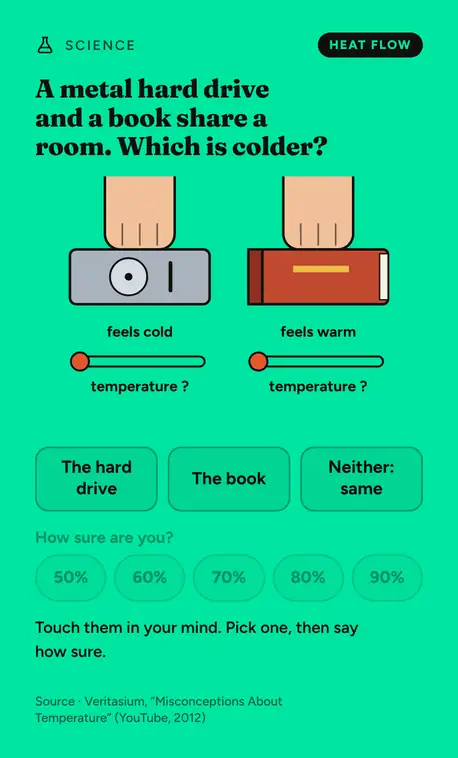 SCIENCE
HEAT FLOW
A metal hard drive
and a book share a
room. Which is colder?
feels cold
feels warm
temperature ?
temperature ?
The hard
drive
The book
Neither:
same
How sure are you?
50%
60%
70%
80%
90%
Touch them in your mind. Pick one, then say
how sure.
Source · Veritasium, “Misconceptions About
Temperature” (YouTube, 2012)